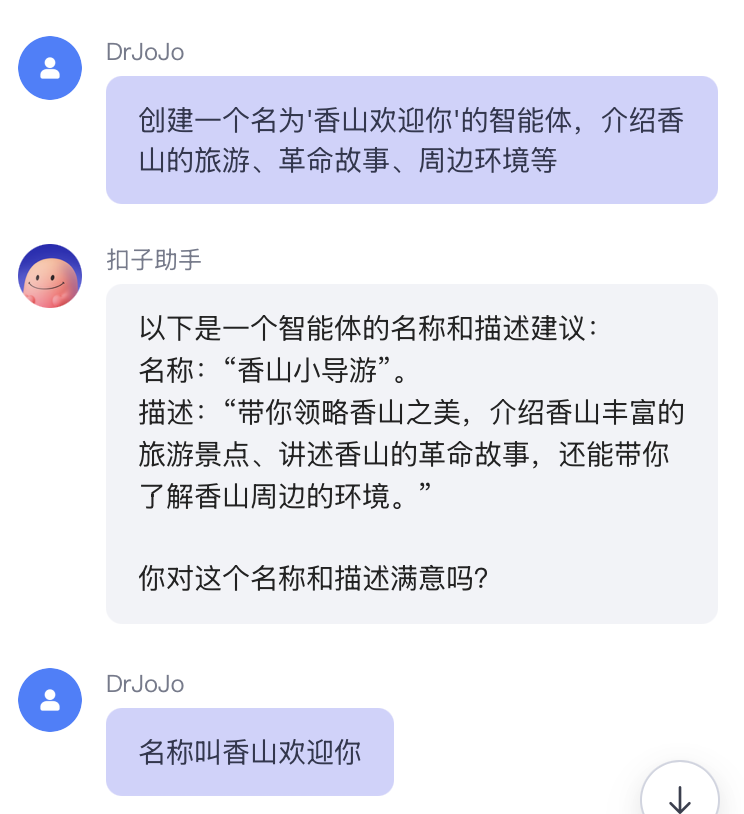 DrJoJo
创建一个名为'香山欢迎你'的智能体，介绍香
山的旅游、革命故事、周边环境等
扣子助手
以下是一个智能体的名称和描述建议：
名称：“香山小导游”。
描述：“带你领略香山之美，介绍香山丰富的
旅游景点、讲述香山的革命故事，还能带你
了解香山周边的环境。”
你对这个名称和描述满意吗？
DrJoJo
名称叫香山欢迎你